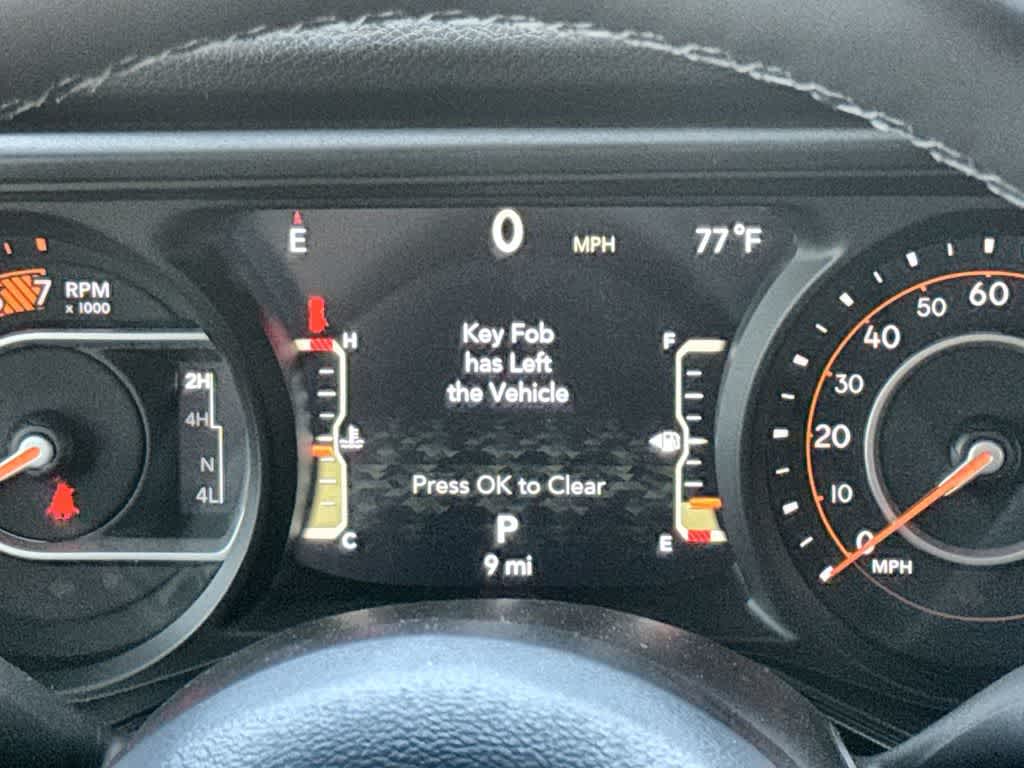 E
0 MPH
77°F
7 RPM
x 1000
2H
4H
N
4L
H
C
Key Fob
has Left
the Vehicle
Press OK to Clear
P
9 mi
F
E
60
50
40
30
20
10
0
MPH